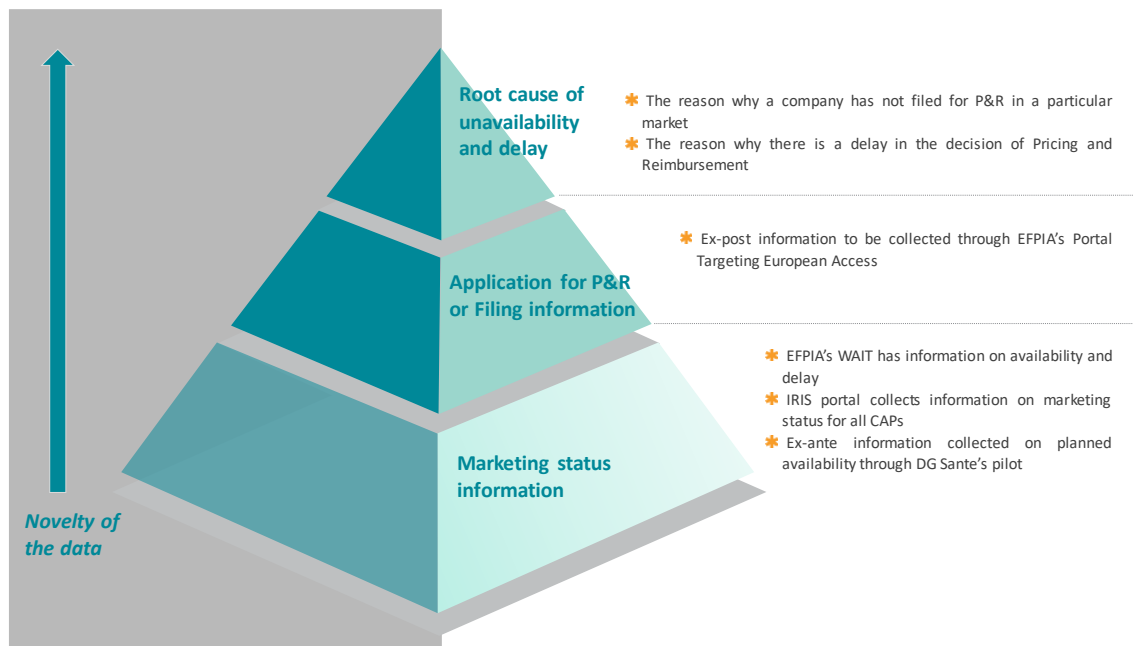 Root cause of
unavailability
and delay
✱ The reason why a company has not filed for P&R in a particular
market
✱ The reason why there is a delay in the decision of Pricing and
Reimbursement
Application for P&R
or Filing information
✱ Ex-post information to be collected through EFPIA’s Portal
Targeting European Access
Marketing status
information
✱ EFPIA’s WAIT has information on availability and
delay
✱ IRIS portal collects information on marketing
status for all CAPs
✱ Ex-ante information collected on planned
availability through DG Sante’s pilot
Novelty of
the data